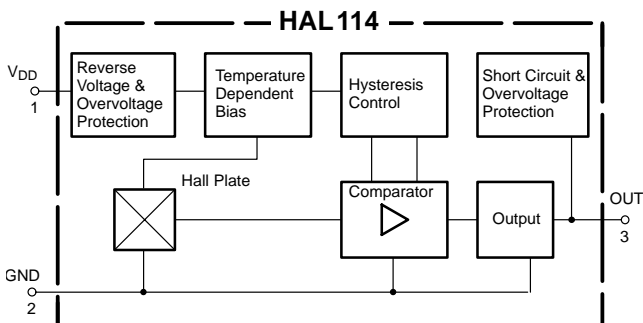 HAL 114
VDD
1
Reverse
Voltage &
Overvoltage
Protection
Temperature
Dependent
Bias
Hysteresis
Control
Short Circuit &
Overvoltage
Protection
Hall Plate
Comparator
Output
OUT
3
GND
2